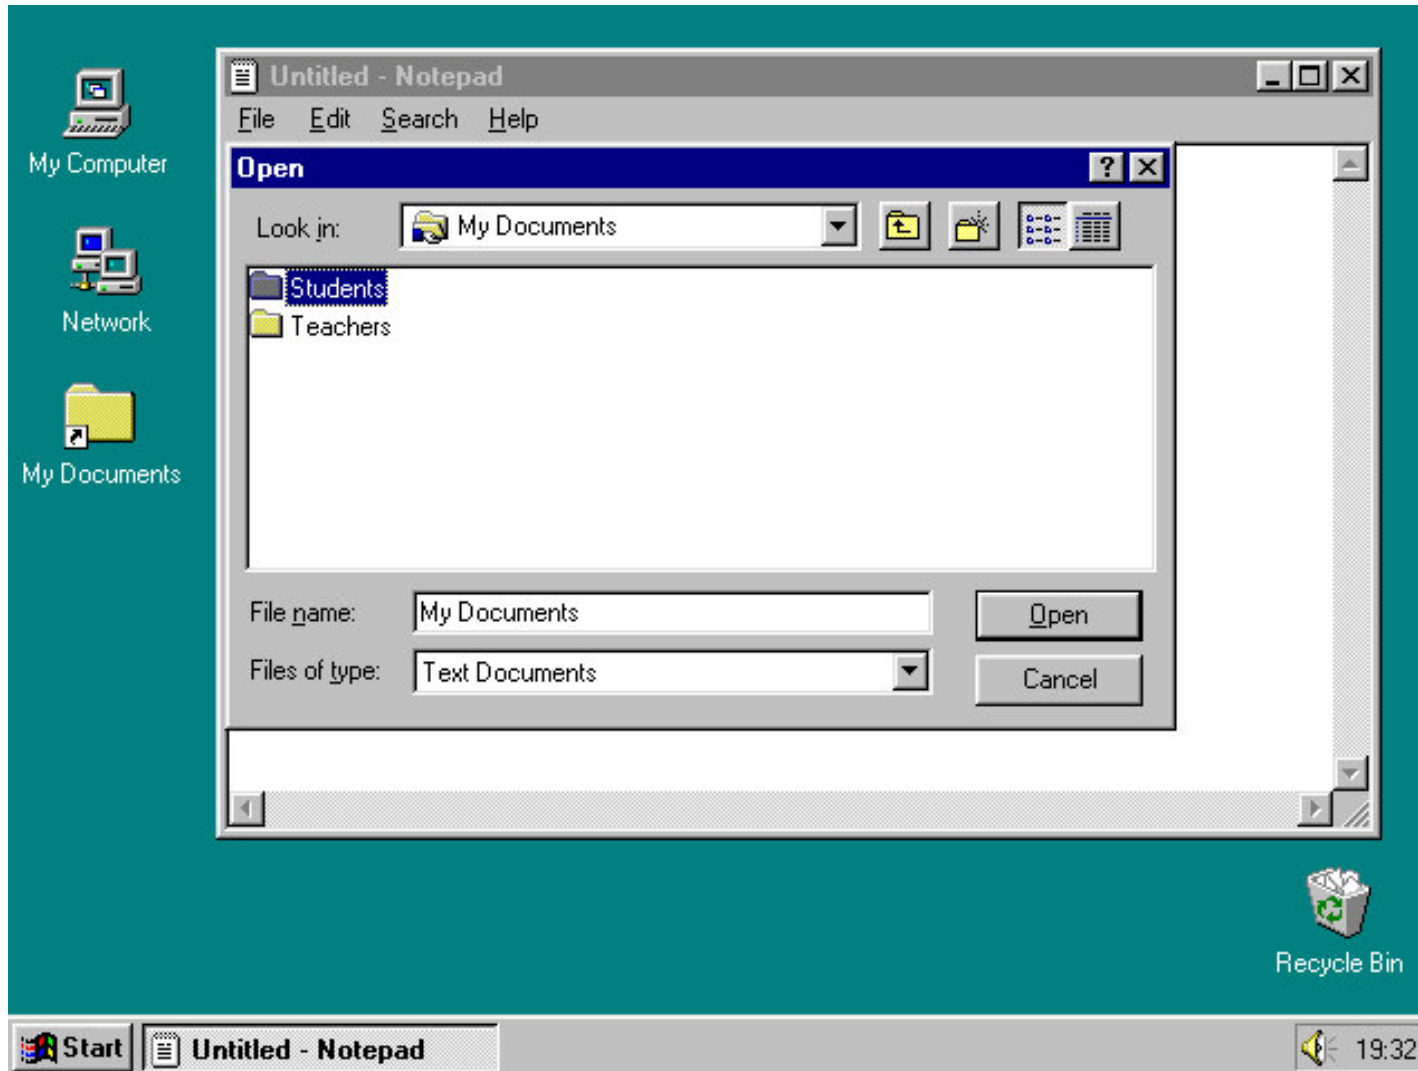 My Computer
Network
My Documents
Untitled - Notepad
File Edit Search Help
Open
Look in: My Documents
Students
Teachers
File name: My Documents
Open
Files of type: Text Documents
Cancel
Recycle Bin
Start Untitled - Notepad 19:32